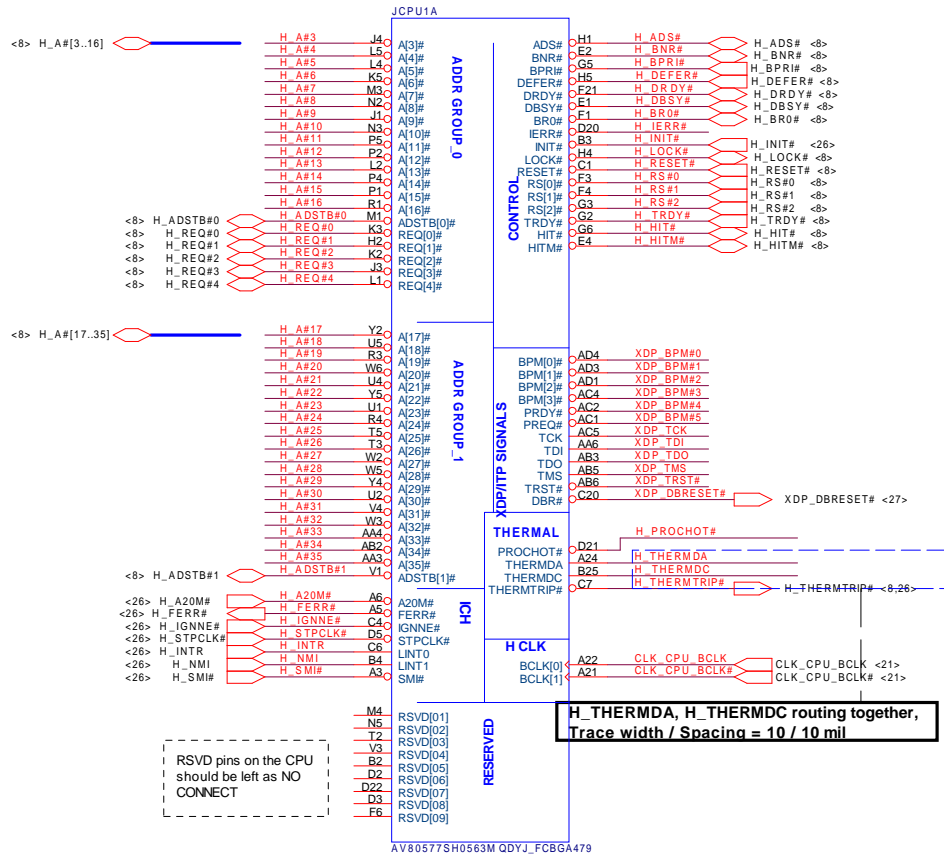 JCPU1A
<8> H_A#[3..16]
H_A#3 J4 A[3]#
H_A#4 L5 A[4]#
H_A#5 L4 A[5]#
H_A#6 K5 A[6]#
H_A#7 M3 A[7]#
H_A#8 N2 A[8]#
H_A#9 J1 A[9]#
H_A#10 N3 A[10]#
H_A#11 P5 A[11]#
H_A#12 P2 A[12]#
H_A#13 L2 A[13]#
H_A#14 P4 A[14]#
H_A#15 P1 A[15]#
H_A#16 R1 A[16]#
<8> H_ADSTB#0 H_ADSTB#0 M1 ADSTB[0]#
<8> H_REQ#0 H_REQ#0 K3 REQ[0]#
<8> H_REQ#1 H_REQ#1 H2 REQ[1]#
<8> H_REQ#2 H_REQ#2 K2 REQ[2]#
<8> H_REQ#3 H_REQ#3 J3 REQ[3]#
<8> H_REQ#4 H_REQ#4 L1 REQ[4]#
ADDR GROUP_0
<8> H_A#[17..35]
H_A#17 Y2 A[17]#
H_A#18 U5 A[18]#
H_A#19 R3 A[19]#
H_A#20 W6 A[20]#
H_A#21 U4 A[21]#
H_A#22 Y5 A[22]#
H_A#23 U1 A[23]#
H_A#24 R4 A[24]#
H_A#25 T5 A[25]#
H_A#26 T3 A[26]#
H_A#27 W2 A[27]#
H_A#28 W5 A[28]#
H_A#29 Y4 A[29]#
H_A#30 U2 A[30]#
H_A#31 V4 A[31]#
H_A#32 W3 A[32]#
H_A#33 AA4 A[33]#
H_A#34 AB2 A[34]#
H_A#35 AA3 A[35]#
<8> H_ADSTB#1 H_ADSTB#1 V1 ADSTB[1]#
ADDR GROUP_1
<26> H_A20M# H_A20M# A6 A20M#
<26> H_FERR# H_FERR# A5 FERR#
<26> H_IGNNE# H_IGNNE# C4 IGNNE#
<26> H_STPCLK# H_STPCLK# D5 STPCLK#
<26> H_INTR H_INTR C6 LINT0
<26> H_NMI H_NMI B4 LINT1
<26> H_SMI# H_SMI# A3 SMI#
ICH
M4 RSVD[01]
N5 RSVD[02]
T2 RSVD[03]
V3 RSVD[04]
B2 RSVD[05]
D2 RSVD[06]
D22 RSVD[07]
D3 RSVD[08]
F6 RSVD[09]
RESERVED
RSVD pins on the CPU
should be left as NO
CONNECT
ADS# H1 H_ADS# H_ADS# <8>
BNR# E2 H_BNR# H_BNR# <8>
BPRI# G5 H_BPRI# H_BPRI# <8>
DEFER# H5 H_DEFER# H_DEFER# <8>
DRDY# F21 H_DRDY# H_DRDY# <8>
DBSY# E1 H_DBSY# H_DBSY# <8>
BR0# F1 H_BR0# H_BR0# <8>
IERR# D20 H_IERR#
INIT# B3 H_INIT# H_INIT# <26>
LOCK# H4 H_LOCK# H_LOCK# <8>
RESET# C1 H_RESET# H_RESET# <8>
RS[0]# F3 H_RS#0 H_RS#0 <8>
RS[1]# F4 H_RS#1 H_RS#1 <8>
RS[2]# G3 H_RS#2 H_RS#2 <8>
TRDY# G2 H_TRDY# H_TRDY# <8>
HIT# G6 H_HIT# H_HIT# <8>
HITM# E4 H_HITM# H_HITM# <8>
CONTROL
BPM[0]# AD4 XDP_BPM#0
BPM[1]# AD3 XDP_BPM#1
BPM[2]# AD1 XDP_BPM#2
BPM[3]# AC4 XDP_BPM#3
PRDY# AC2 XDP_BPM#4
PREQ# AC1 XDP_BPM#5
TCK AC5 XDP_TCK
TDI AA6 XDP_TDI
TDO AB3 XDP_TDO
TMS AB5 XDP_TMS
TRST# AB6 XDP_TRST#
DBR# C20 XDP_DBRESET# XDP_DBRESET# <27>
XDP/ITP SIGNALS
THERMAL
PROCHOT# D21 H_PROCHOT#
THERMDA A24 H_THERMDA
THERMDC B25 H_THERMDC
THERMTRIP# C7 H_THERMTRIP# H_THERMTRIP# <8,26>
H CLK
BCLK[0] A22 CLK_CPU_BCLK CLK_CPU_BCLK <21>
BCLK[1] A21 CLK_CPU_BCLK# CLK_CPU_BCLK# <21>
H_THERMDA, H_THERMDC routing together,
Trace width / Spacing = 10 / 10 mil
AV80577SH0563M QDYJ_FCBGA479